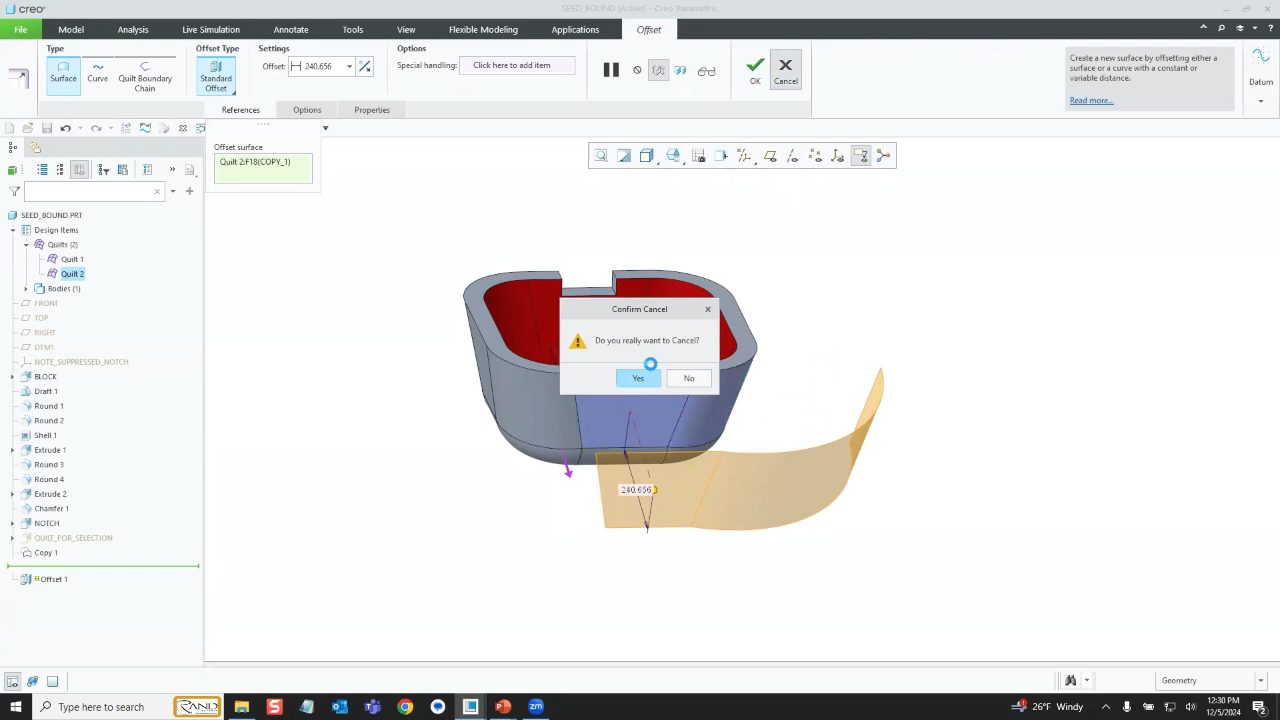 creo
SEED_BOUND (Active) - Creo Parametric
File Model Analysis Live Simulation Annotate Tools View Flexible Modeling Applications Offset
Type Offset Type Settings Options
Surface Curve Quilt Boundary Chain Standard Offset
Offset: 240.656 Special handling: Click here to add item
OK Cancel
Create a new surface by offsetting either a surface or a curve with a constant or variable distance.
Read more...
Datum
References Options Properties
Offset surface
Quilt 2:F18(COPY_1)
SEED_BOUND.PRT
Design Items
Quilts (2)
Quilt 1
Quilt 2
Bodies (1)
FRONT
TOP
RIGHT
DTM1
NOTE_SUPPRESSED_NOTCH
BLOCK
Draft 1
Round 1
Round 2
Shell 1
Extrude 1
Round 3
Extrude 2
Chamfer 1
NOTCH
QUILT_FOR_SELECTION
Copy 1
Offset 1
Confirm Cancel
Do you really want to Cancel?
Yes No
240.656
Geometry
Type here to search
RAND
zm
26°F Windy
12:30 PM
12/5/2024
2